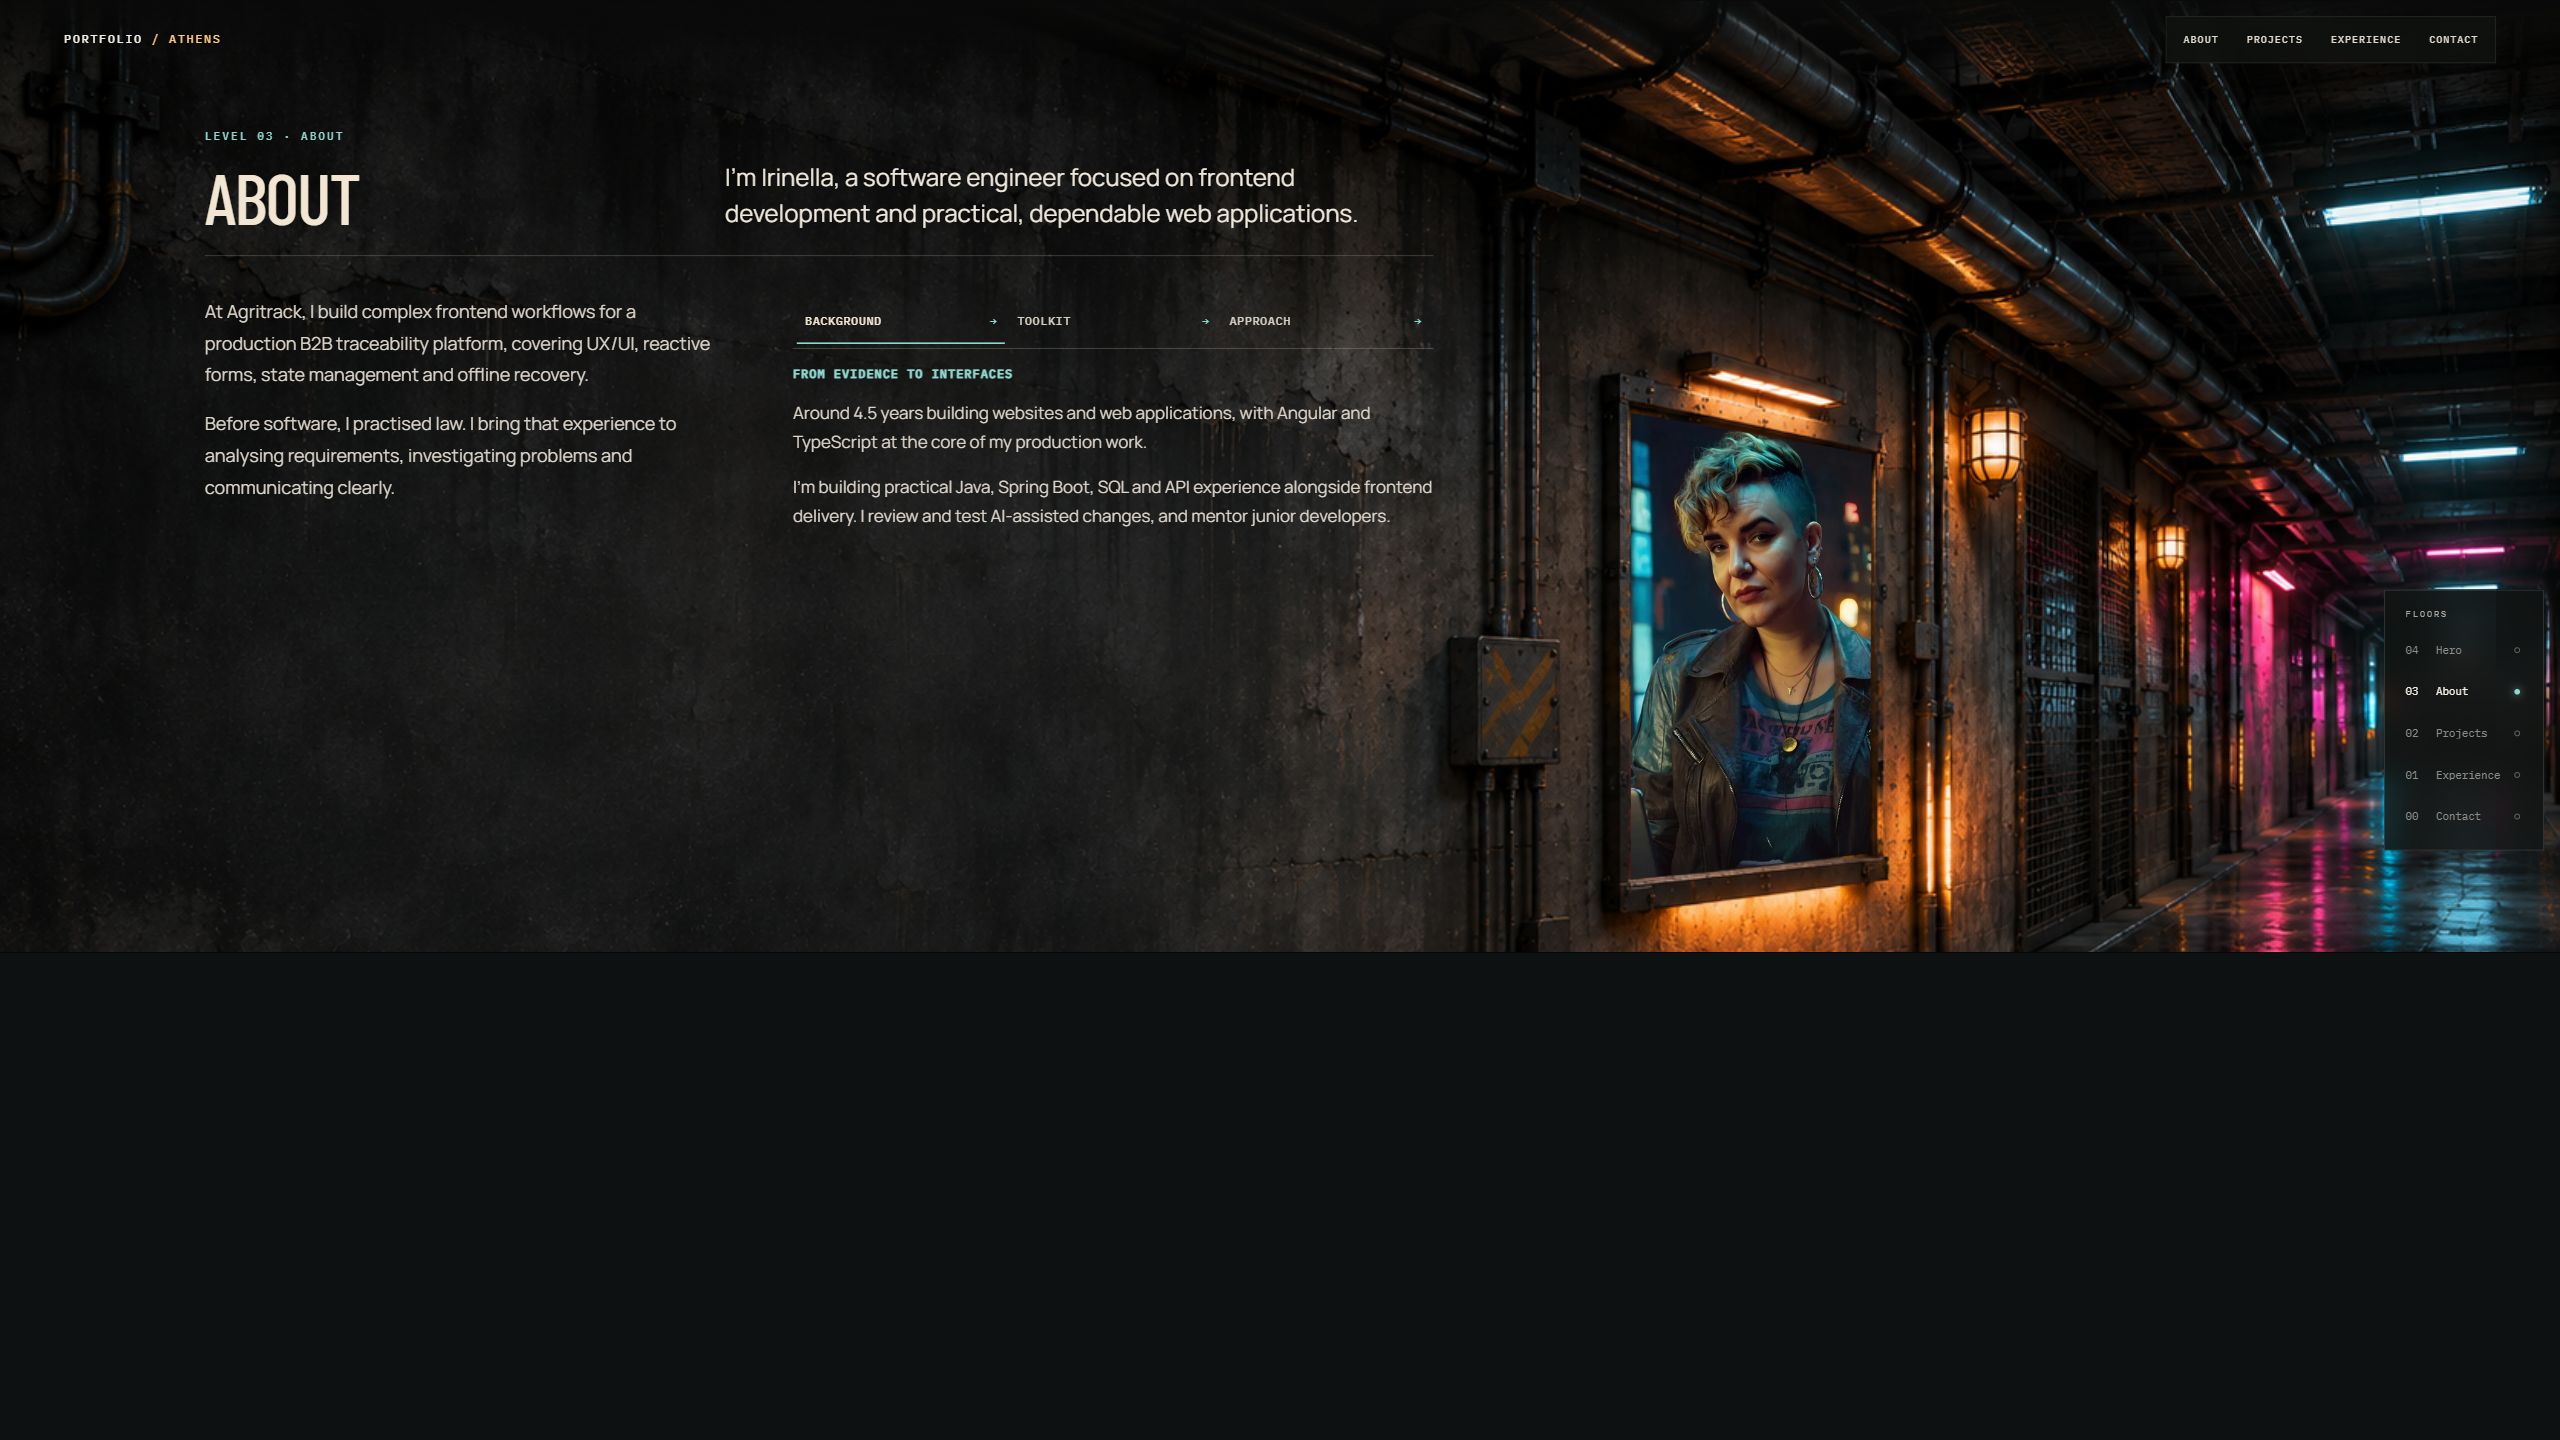 PORTFOLIO / ATHENS
ABOUT PROJECTS EXPERIENCE CONTACT
LEVEL 03 · ABOUT
ABOUT
I'm Irinella, a software engineer focused on frontend
development and practical, dependable web applications.
At Agritrack, I build complex frontend workflows for a
production B2B traceability platform, covering UX/UI, reactive
forms, state management and offline recovery.
Before software, I practised law. I bring that experience to
analysing requirements, investigating problems and
communicating clearly.
BACKGROUND → TOOLKIT → APPROACH →
FROM EVIDENCE TO INTERFACES
Around 4.5 years building websites and web applications, with Angular and
TypeScript at the core of my production work.
I'm building practical Java, Spring Boot, SQL and API experience alongside frontend
delivery. I review and test AI-assisted changes, and mentor junior developers.
FLOORS
04 Hero
03 About
02 Projects
01 Experience
00 Contact